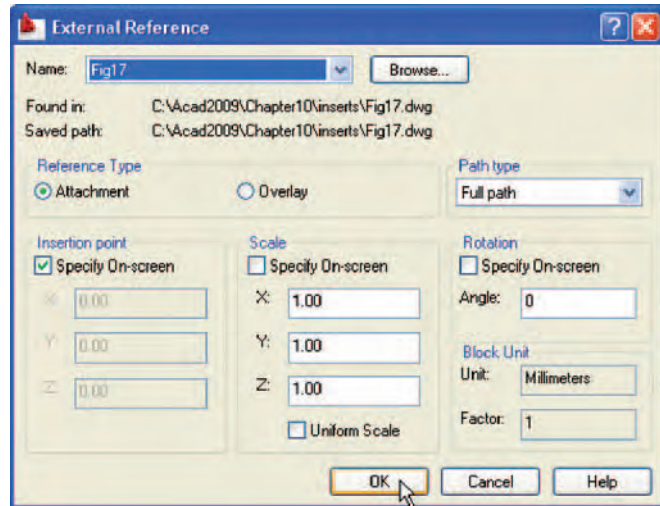 External Reference
Name: Fig17 Browse...
Found in: C:\Acad2009\Chapter10\inserts\Fig17.dwg
Saved path: C:\Acad2009\Chapter10\inserts\Fig17.dwg
Reference Type
Attachment Overlay
Path type
Full path
Insertion point
Specify On-screen
X: 0.00
Y: 0.00
Z: 0.00
Scale
Specify On-screen
X: 1.00
Y: 1.00
Z: 1.00
Uniform Scale
Rotation
Specify On-screen
Angle: 0
Block Unit
Unit: Millimeters
Factor: 1
OK Cancel Help